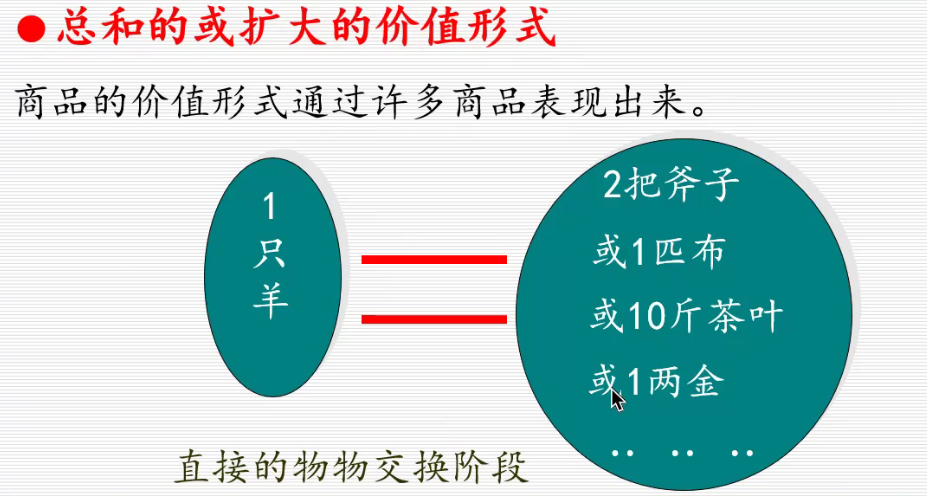 ●总和的或扩大的价值形式
商品的价值形式通过许多商品表现出来。
1
只
羊
2把斧子
或1匹布
或10斤茶叶
或1两金
.. .. ..
直接的物物交换阶段